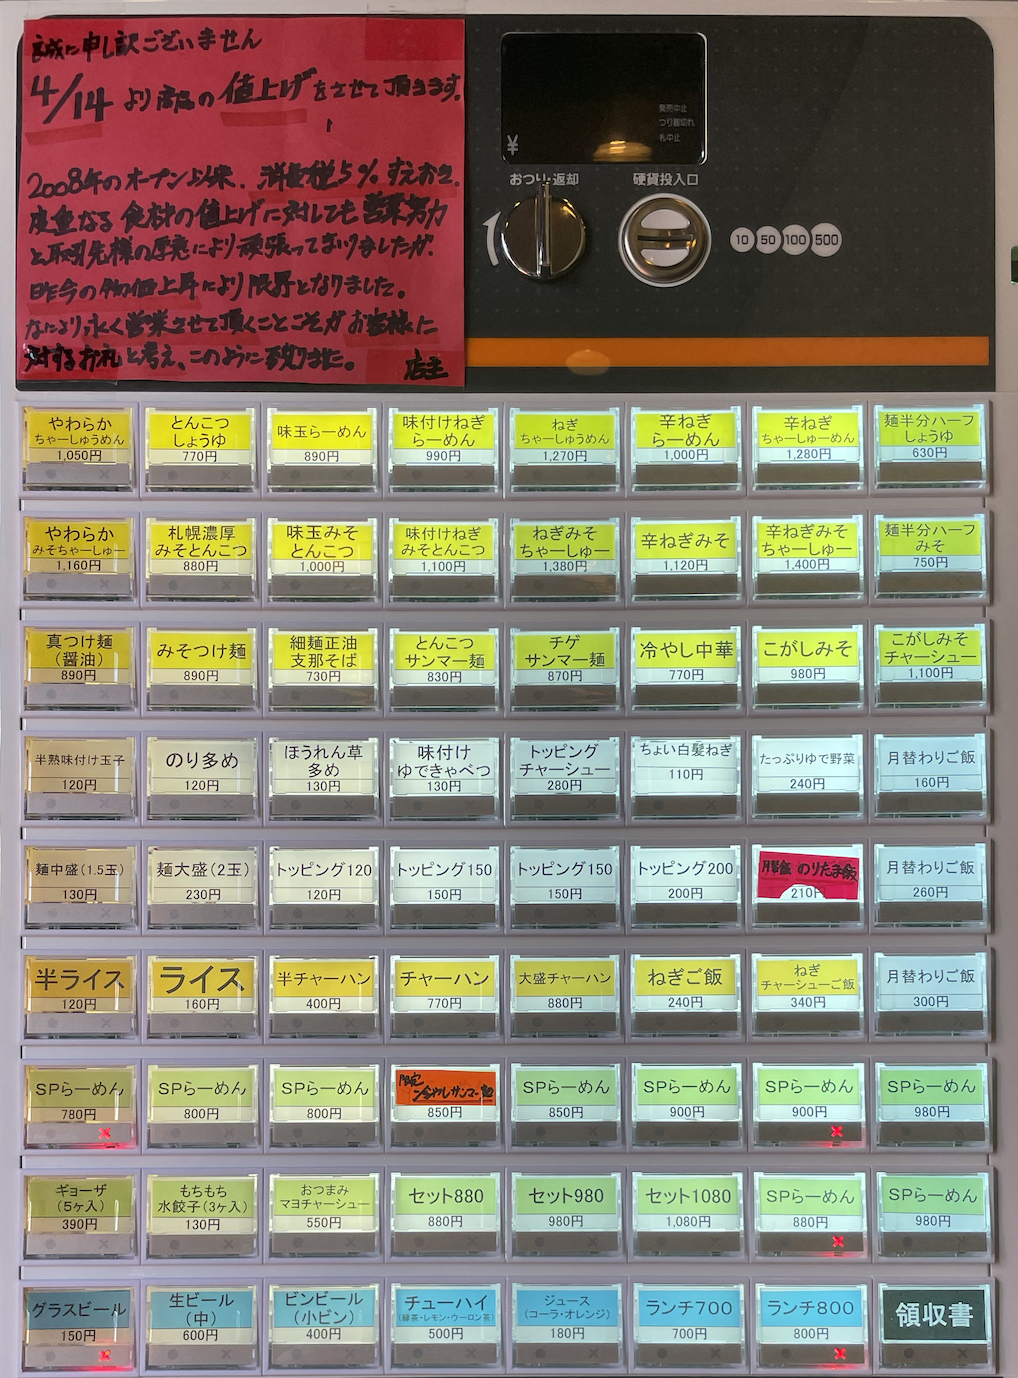 誠に申し訳ございません
4/14 より商品の値上げをさせて頂きます。
2008年のオープン以来、消費税5%すえおき、
度重なる食材の値上げに対しても営業努力
と取引先様の厚意により頑張ってまいりましたが、
昨今の物価上昇により限界となりました。
なにより、永く営業させて頂くことこそが お客様に
対するお礼と考え、このように致しました。 店主
発売中止
つり銭切れ
札中止
¥
おつり・返却 硬貨投入口
10 50 100 500
やわらか
ちゃーしゅうめん
1,050円
とんこつ
しょうゆ
770円
味玉らーめん
890円
味付けねぎ
らーめん
990円
ねぎ
ちゃーしゅうめん
1,270円
辛ねぎ
らーめん
1,000円
辛ねぎ
ちゃーしゅーめん
1,280円
麺半分ハーフ
しょうゆ
630円
やわらか
みそちゃーしゅー
1,160円
札幌濃厚
みそとんこつ
880円
味玉みそ
とんこつ
1,000円
味付けねぎ
みそとんこつ
1,100円
ねぎみそ
ちゃーしゅー
1,380円
辛ねぎみそ
1,120円
辛ねぎみそ
ちゃーしゅー
1,400円
麺半分ハーフ
みそ
750円
真つけ麺
（醤油）
890円
みそつけ麺
890円
細麺正油
支那そば
730円
とんこつ
サンマー麺
830円
チゲ
サンマー麺
870円
冷やし中華
770円
こがしみそ
980円
こがしみそ
チャーシュー
1,100円
半熟味付け玉子
120円
のり多め
120円
ほうれん草
多め
130円
味付け
ゆできゃべつ
130円
トッピング
チャーシュー
280円
ちょい白髪ねぎ
110円
たっぷりゆで野菜
240円
月替わりご飯
160円
麺中盛（1.5玉）
130円
麺大盛（2玉）
230円
トッピング120
120円
トッピング150
150円
トッピング150
150円
トッピング200
200円
のりたま飯
210円
月替わりご飯
260円
半ライス
120円
ライス
160円
半チャーハン
400円
チャーハン
770円
大盛チャーハン
880円
ねぎご飯
240円
ねぎ
チャーシューご飯
340円
月替わりご飯
300円
SPらーめん
780円
SPらーめん
800円
SPらーめん
800円
限定
冷やしサンマー麺
850円
SPらーめん
850円
SPらーめん
900円
SPらーめん
900円
SPらーめん
980円
ギョーザ
（5ヶ入）
390円
もちもち
水餃子（3ヶ入）
130円
おつまみ
マヨチャーシュー
550円
セット880
880円
セット980
980円
セット1080
1,080円
SPらーめん
880円
SPらーめん
980円
グラスビール
150円
生ビール
（中）
600円
ビンビール
（小ビン）
400円
チューハイ
（緑茶・レモン・ウーロン茶）
500円
ジュース
（コーラ・オレンジ）
180円
ランチ700
700円
ランチ800
800円
領収書